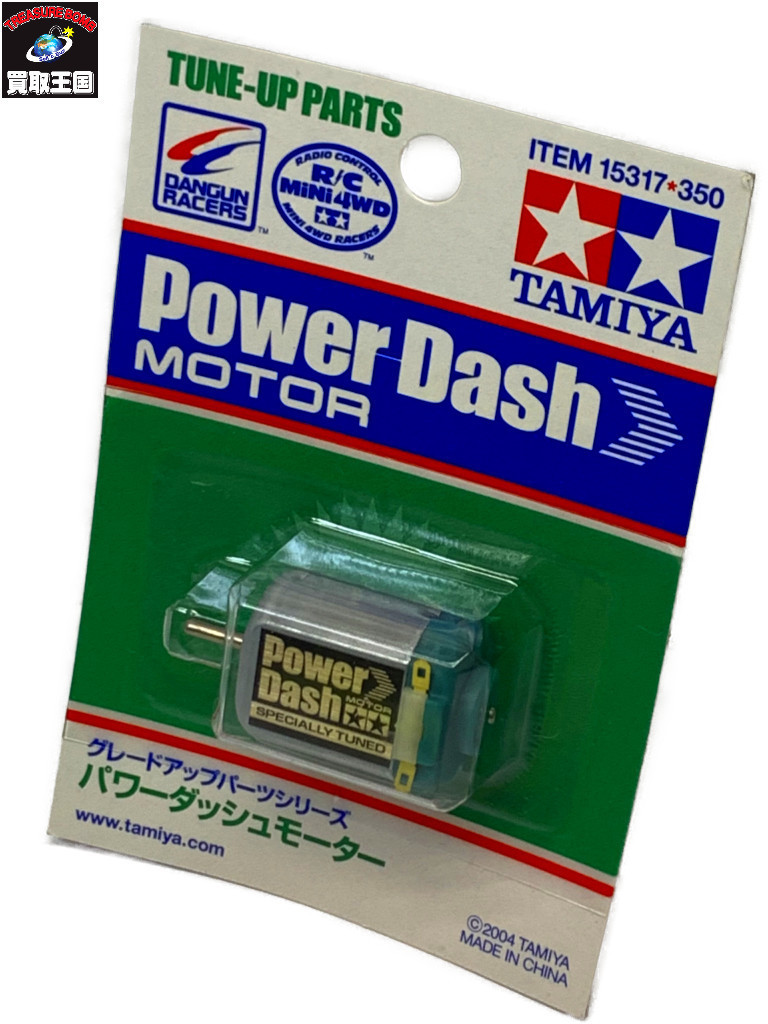 TREASURE BOMB
買取王国
TUNE-UP PARTS
DANGUN
RACERS
TM
RADIO CONTROL
R/C
MiNi4WD
MINI 4WD RACERS
TM
ITEM 15317*350
TAMIYA
Power Dash
MOTOR
Power
Dash
MOTOR
SPECIALLY TUNED
グレードアップパーツシリーズ
パワーダッシュモーター
www.tamiya.com
©2004 TAMIYA
MADE IN CHINA